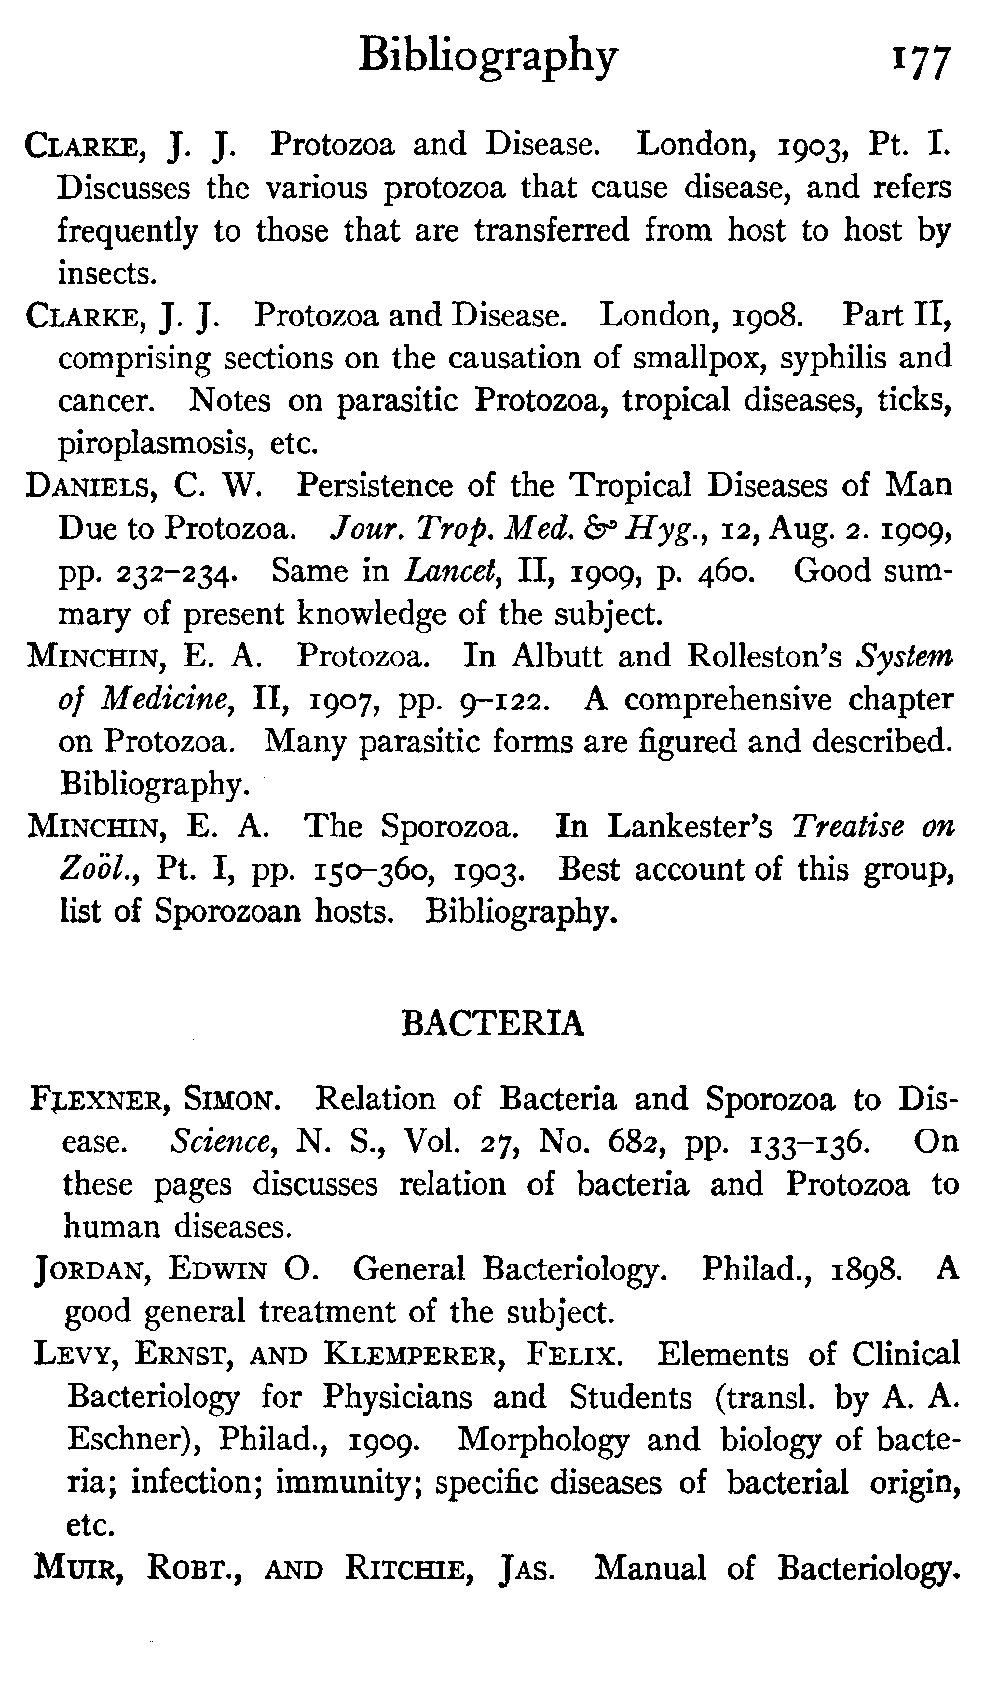 Bibliography 177
CLARKE, J. J. Protozoa and Disease. London, 1903, Pt. I.
Discusses the various protozoa that cause disease, and refers
frequently to those that are transferred from host to host by
insects.
CLARKE, J. J. Protozoa and Disease. London, 1908. Part II,
comprising sections on the causation of smallpox, syphilis and
cancer. Notes on parasitic Protozoa, tropical diseases, ticks,
piroplasmosis, etc.
DANIELS, C. W. Persistence of the Tropical Diseases of Man
Due to Protozoa. Jour. Trop. Med. & Hyg., 12, Aug. 2. 1909,
pp. 232–234. Same in Lancet, II, 1909, p. 460. Good sum-
mary of present knowledge of the subject.
MINCHIN, E. A. Protozoa. In Albutt and Rolleston's System
of Medicine, II, 1907, pp. 9–122. A comprehensive chapter
on Protozoa. Many parasitic forms are figured and described.
Bibliography.
MINCHIN, E. A. The Sporozoa. In Lankester's Treatise on
Zoöl., Pt. I, pp. 150–360, 1903. Best account of this group,
list of Sporozoan hosts. Bibliography.
BACTERIA
FLEXNER, SIMON. Relation of Bacteria and Sporozoa to Dis-
ease. Science, N. S., Vol. 27, No. 682, pp. 133–136. On
these pages discusses relation of bacteria and Protozoa to
human diseases.
JORDAN, EDWIN O. General Bacteriology. Philad., 1898. A
good general treatment of the subject.
LEVY, ERNST, AND KLEMPERER, FELIX. Elements of Clinical
Bacteriology for Physicians and Students (transl. by A. A.
Eschner), Philad., 1909. Morphology and biology of bacte-
ria; infection; immunity; specific diseases of bacterial origin,
etc.
MUIR, ROBT., AND RITCHIE, JAS. Manual of Bacteriology.